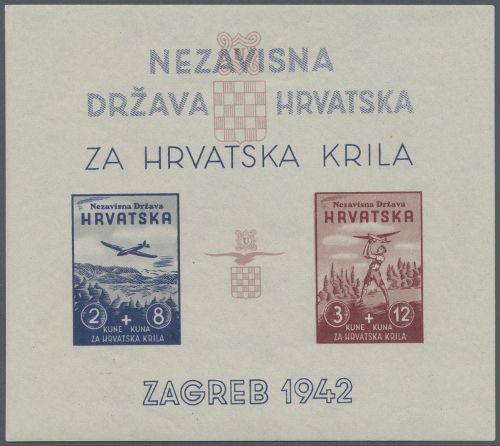 NEZAVISNA
DRŽAVA HRVATSKA
ZA HRVATSKA KRILA
Nezavisna Država
HRVATSKA
2 + 8
KUNE KUNA
ZA HRVATSKA KRILA
U
Nezavisna Država
HRVATSKA
3 + 12
KUNE KUNA
ZA HRVATSKA KRILA
ZAGREB 1942